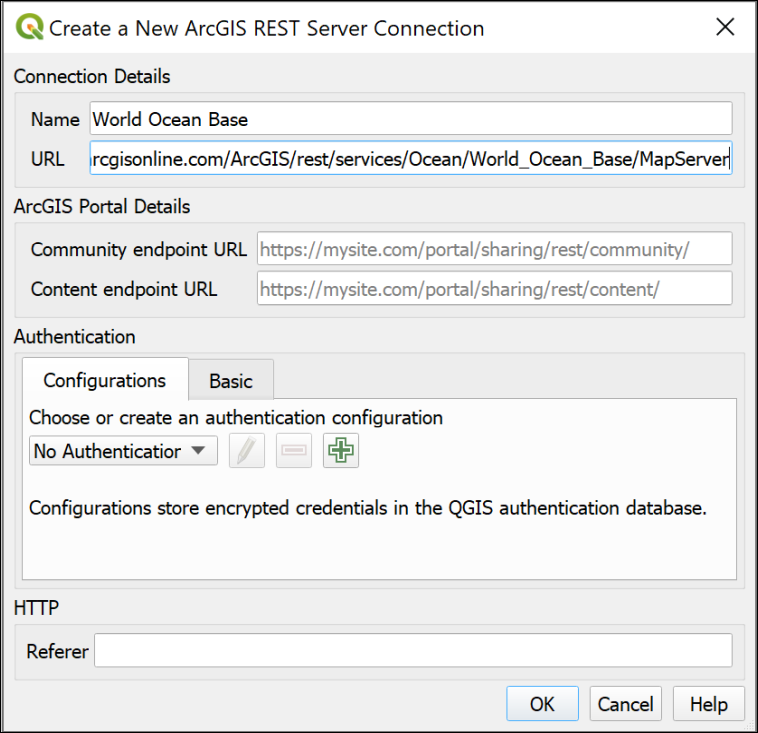 Create a New ArcGIS REST Server Connection
Connection Details
Name World Ocean Base
URL rcgisonline.com/ArcGIS/rest/services/Ocean/World_Ocean_Base/MapServer
ArcGIS Portal Details
Community endpoint URL https://mysite.com/portal/sharing/rest/community/
Content endpoint URL https://mysite.com/portal/sharing/rest/content/
Authentication
Configurations Basic
Choose or create an authentication configuration
No Authentication
Configurations store encrypted credentials in the QGIS authentication database.
HTTP
Referer
OK Cancel Help